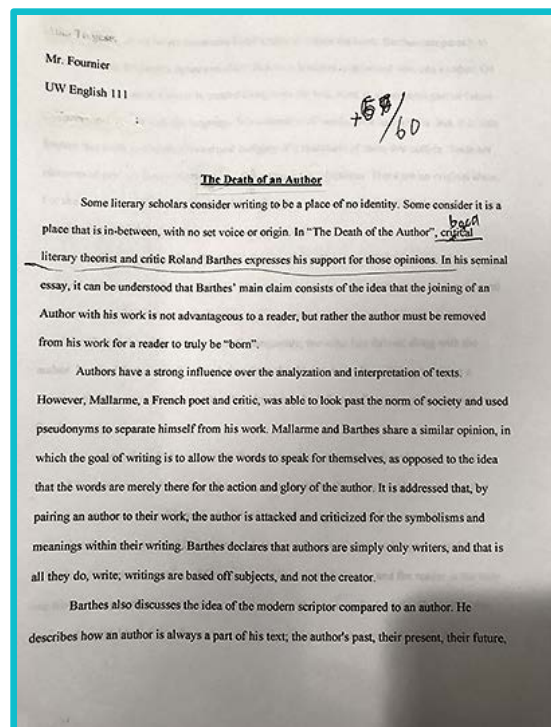 Mr. Fournier
UW English 111
/60
The Death of an Author
Some literary scholars consider writing to be a place of no identity. Some consider it a
place that is in-between, with no set voice or origin. In “The Death of the Author”, critical
literary theorist and critic Roland Barthes expresses his support for those opinions. In his seminal
essay, it can be understood that Barthes’ main claim consists of the idea that the joining of an
Author with his work is not advantageous to a reader, but rather the author must be removed
from his work for a reader to truly be “born”.
Authors have a strong influence over the analyzation and interpretation of texts.
However, Mallarme, a French poet and critic, was able to look past the norm of society and used
pseudonyms to separate himself from his work. Mallarme and Barthes share a similar opinion, in
which the goal of writing is to allow the words to speak for themselves, as opposed to the idea
that the words are merely there for the action and glory of the author. It is addressed that, by
pairing an author to their work, the author is attacked and criticized for the symbolisms and
meanings within their writing. Barthes declares that authors are simply only writers, and that is
all they do, write; writings are based off subjects, and not the creator.
Barthes also discusses the idea of the modern scriptor compared to an author. He
describes how an author is always a part of his text; the author's past, their present, their future,